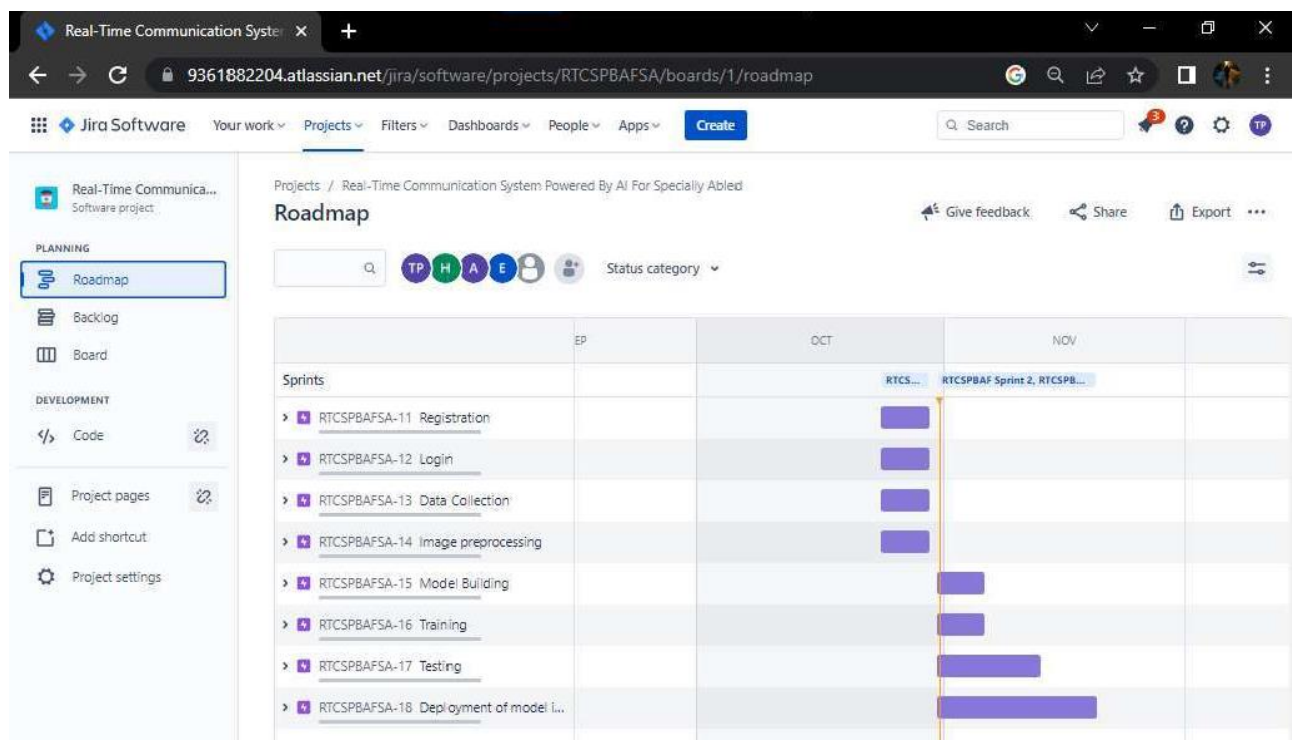 Real-Time Communication Syster
9361882204.atlassian.net/jira/software/projects/RTCSPBAFSA/boards/1/roadmap
Jira Software Your work Projects Filters Dashboards People Apps Create Search 3 TP
Real-Time Communica...
Software project
PLANNING
Roadmap
Backlog
Board
DEVELOPMENT
Code
Project pages
Add shortcut
Project settings
Projects / Real-Time Communication System Powered By AI For Specially Abled
Roadmap
Give feedback Share Export
TP H A E Status category
EP OCT NOV
Sprints RTCS... RTCSPBAF Sprint 2, RTCSPB...
RTCSPBAFSA-11 Registration
RTCSPBAFSA-12 Login
RTCSPBAFSA-13 Data Collection
RTCSPBAFSA-14 Image preprocessing
RTCSPBAFSA-15 Model Building
RTCSPBAFSA-16 Training
RTCSPBAFSA-17 Testing
RTCSPBAFSA-18 Deployment of model i...